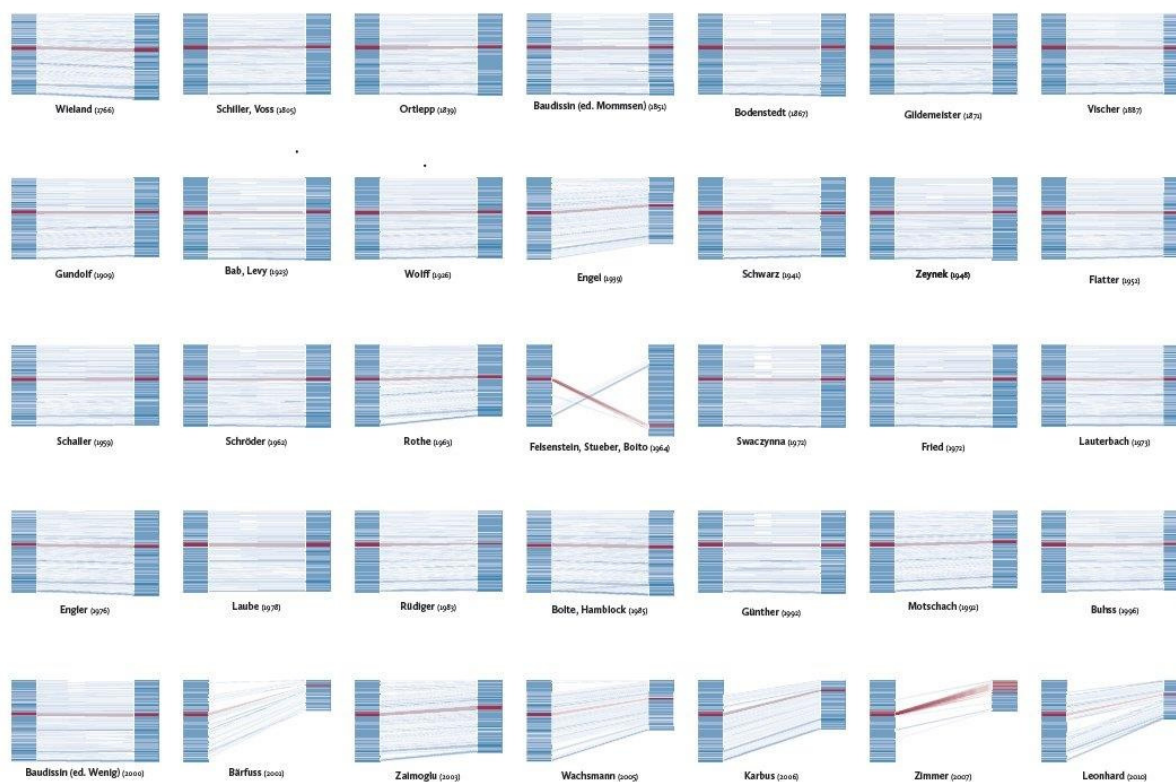 Wieland (1766)
Schiller, Voss (1805)
Ortlepp (1839)
Baudissin (ed. Mommsen) (1851)
Bodenstedt (1867)
Gildemeister (1871)
Vischer (1887)
Gundolf (1909)
Bab, Levy (1923)
Wolff (1926)
Engel (1939)
Schwarz (1941)
Zeynek (1948)
Flatter (1952)
Schaller (1959)
Schröder (1962)
Rothe (1963)
Felsenstein, Stueber, Boito (1964)
Swaczynna (1972)
Fried (1972)
Lauterbach (1973)
Engler (1976)
Laube (1978)
Rüdiger (1983)
Bolte, Hamblock (1985)
Günther (1992)
Motschach (1992)
Buhss (1996)
Baudissin (ed. Wenig) (2000)
Bärfuss (2002)
Zaimoglu (2003)
Wachsmann (2005)
Karbus (2006)
Zimmer (2007)
Leonhard (2010)